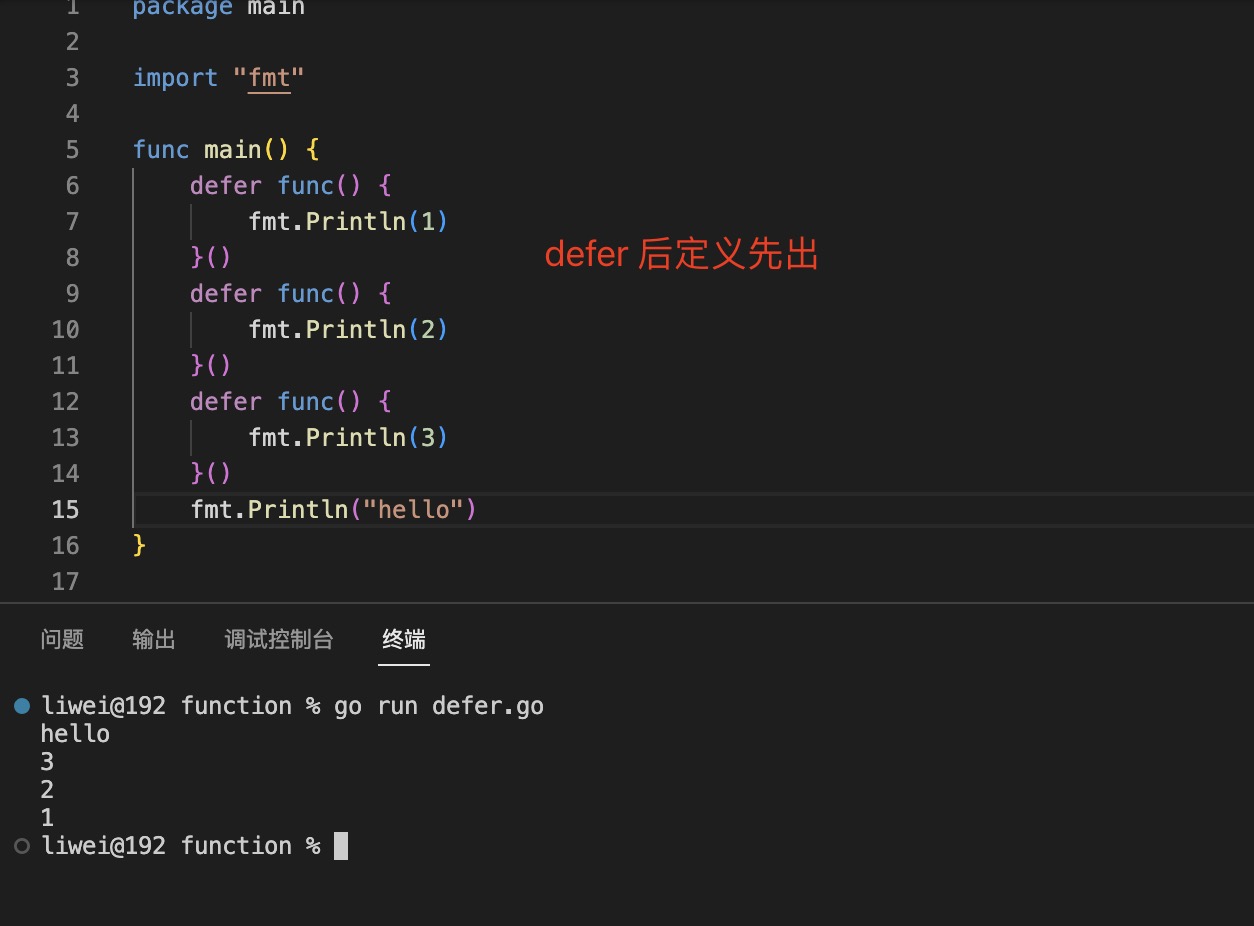 1 package main
2
3 import "fmt"
4
5 func main() {
6 defer func() {
7 fmt.Println(1)
8 }()
defer 后定义先出
9 defer func() {
10 fmt.Println(2)
11 }()
12 defer func() {
13 fmt.Println(3)
14 }()
15 fmt.Println("hello")
16 }
17
问题 输出 调试控制台 终端
liwei@192 function % go run defer.go
hello
3
2
1
liwei@192 function %